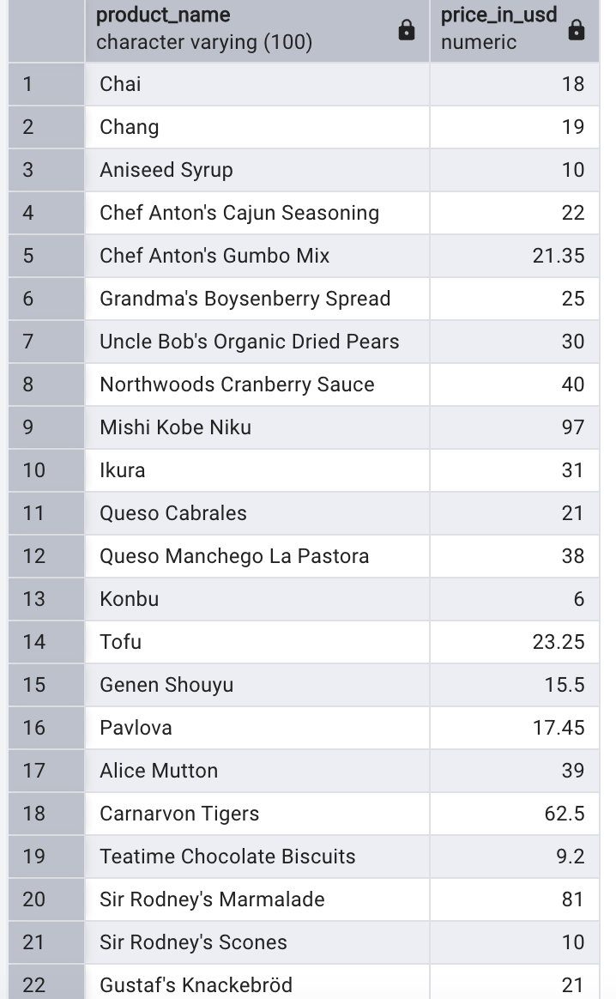 product_name price_in_usd
character varying (100) numeric
1 Chai 18
2 Chang 19
3 Aniseed Syrup 10
4 Chef Anton's Cajun Seasoning 22
5 Chef Anton's Gumbo Mix 21.35
6 Grandma's Boysenberry Spread 25
7 Uncle Bob's Organic Dried Pears 30
8 Northwoods Cranberry Sauce 40
9 Mishi Kobe Niku 97
10 Ikura 31
11 Queso Cabrales 21
12 Queso Manchego La Pastora 38
13 Konbu 6
14 Tofu 23.25
15 Genen Shouyu 15.5
16 Pavlova 17.45
17 Alice Mutton 39
18 Carnarvon Tigers 62.5
19 Teatime Chocolate Biscuits 9.2
20 Sir Rodney's Marmalade 81
21 Sir Rodney's Scones 10
22 Gustaf's Knackebröd 21